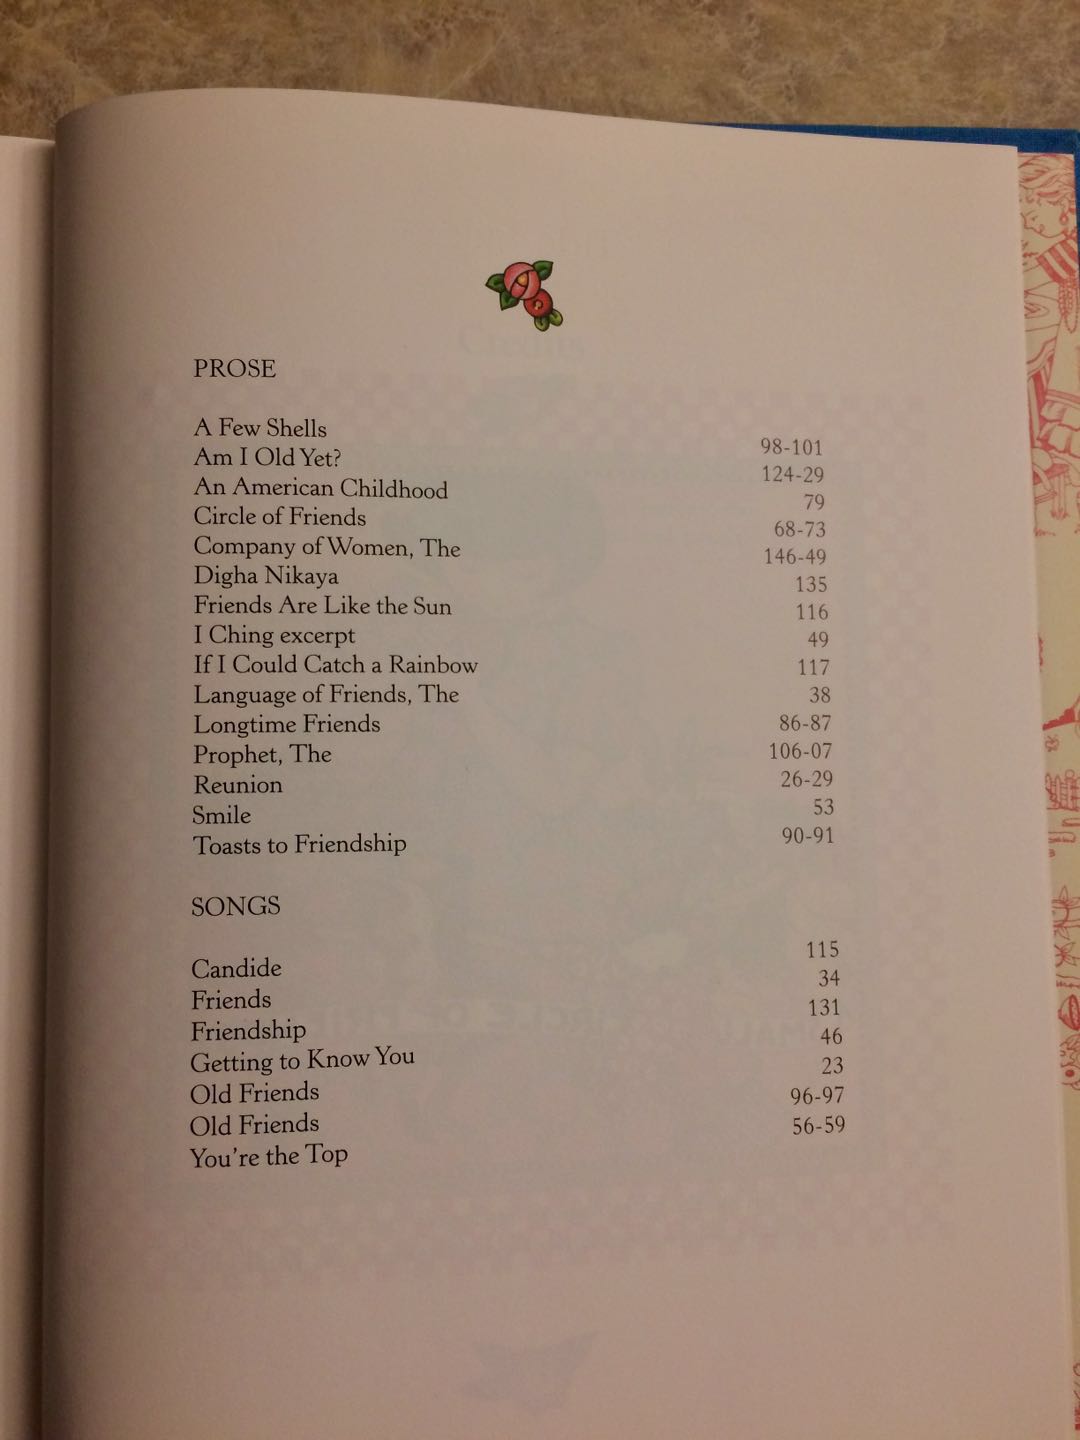 PROSE
A Few Shells 98-101
Am I Old Yet? 124-29
An American Childhood 79
Circle of Friends 68-73
Company of Women, The 146-49
Digha Nikaya 135
Friends Are Like the Sun 116
I Ching excerpt 49
If I Could Catch a Rainbow 117
Language of Friends, The 38
Longtime Friends 86-87
Prophet, The 106-07
Reunion 26-29
Smile 53
Toasts to Friendship 90-91
SONGS
Candide 115
Friends 34
Friendship 131
Getting to Know You 46
Old Friends 23
Old Friends 96-97
You're the Top 56-59